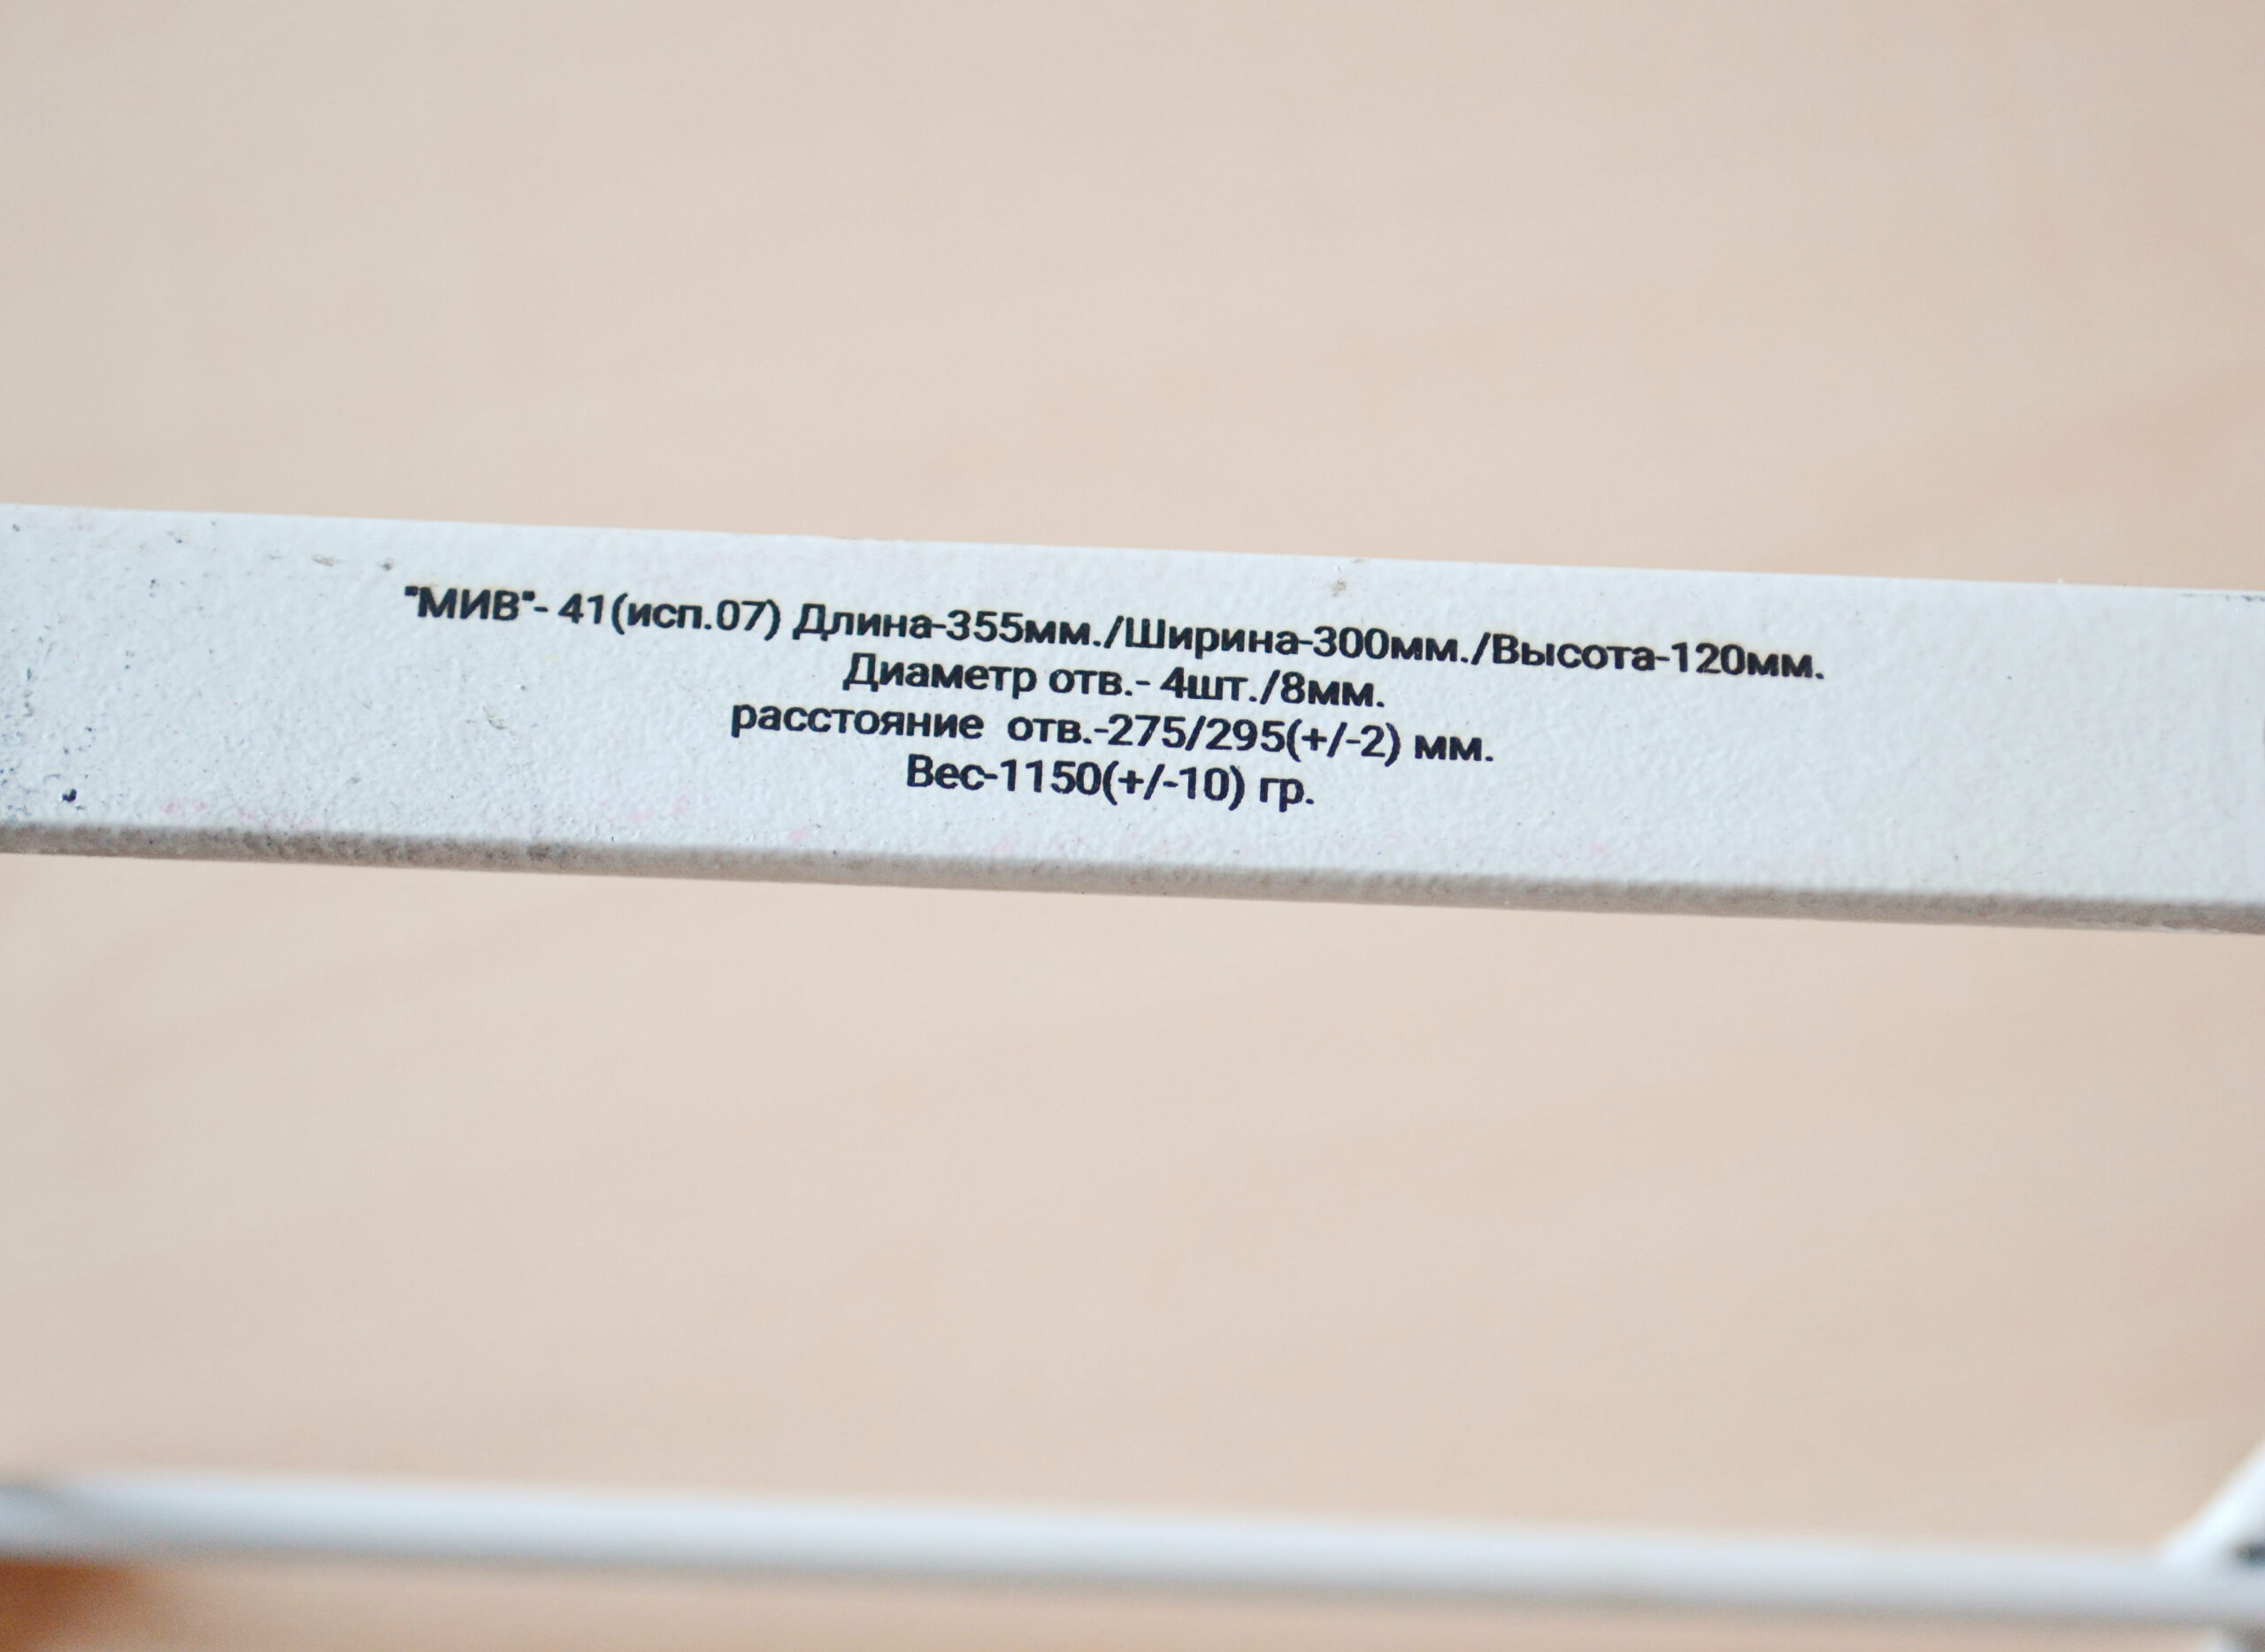 "МИВ"- 41(исп.07) Длина-355мм./Ширина-300мм./Высота-120мм.
Диаметр отв.- 4шт./8мм.
расстояние  отв.-275/295(+/-2) мм.
Вес-1150(+/-10) гр.